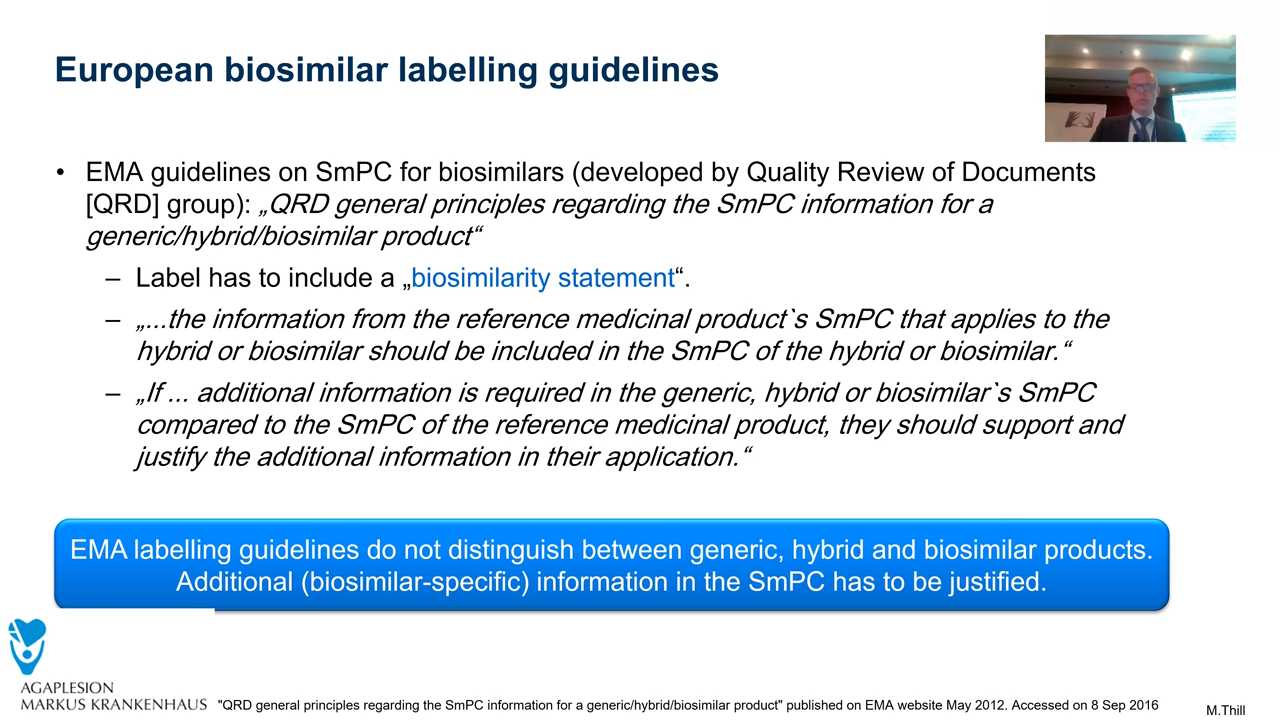 European biosimilar labelling guidelines
• EMA guidelines on SmPC for biosimilars (developed by Quality Review of Documents
[QRD] group): „QRD general principles regarding the SmPC information for a
generic/hybrid/biosimilar product“
– Label has to include a „biosimilarity statement“.
– „...the information from the reference medicinal product`s SmPC that applies to the
hybrid or biosimilar should be included in the SmPC of the hybrid or biosimilar.“
– „If ... additional information is required in the generic, hybrid or biosimilar`s SmPC
compared to the SmPC of the reference medicinal product, they should support and
justify the additional information in their application.“
EMA labelling guidelines do not distinguish between generic, hybrid and biosimilar products.
Additional (biosimilar-specific) information in the SmPC has to be justified.
AGAPLESION
MARKUS KRANKENHAUS
"QRD general principles regarding the SmPC information for a generic/hybrid/biosimilar product" published on EMA website May 2012. Accessed on 8 Sep 2016
M.Thill